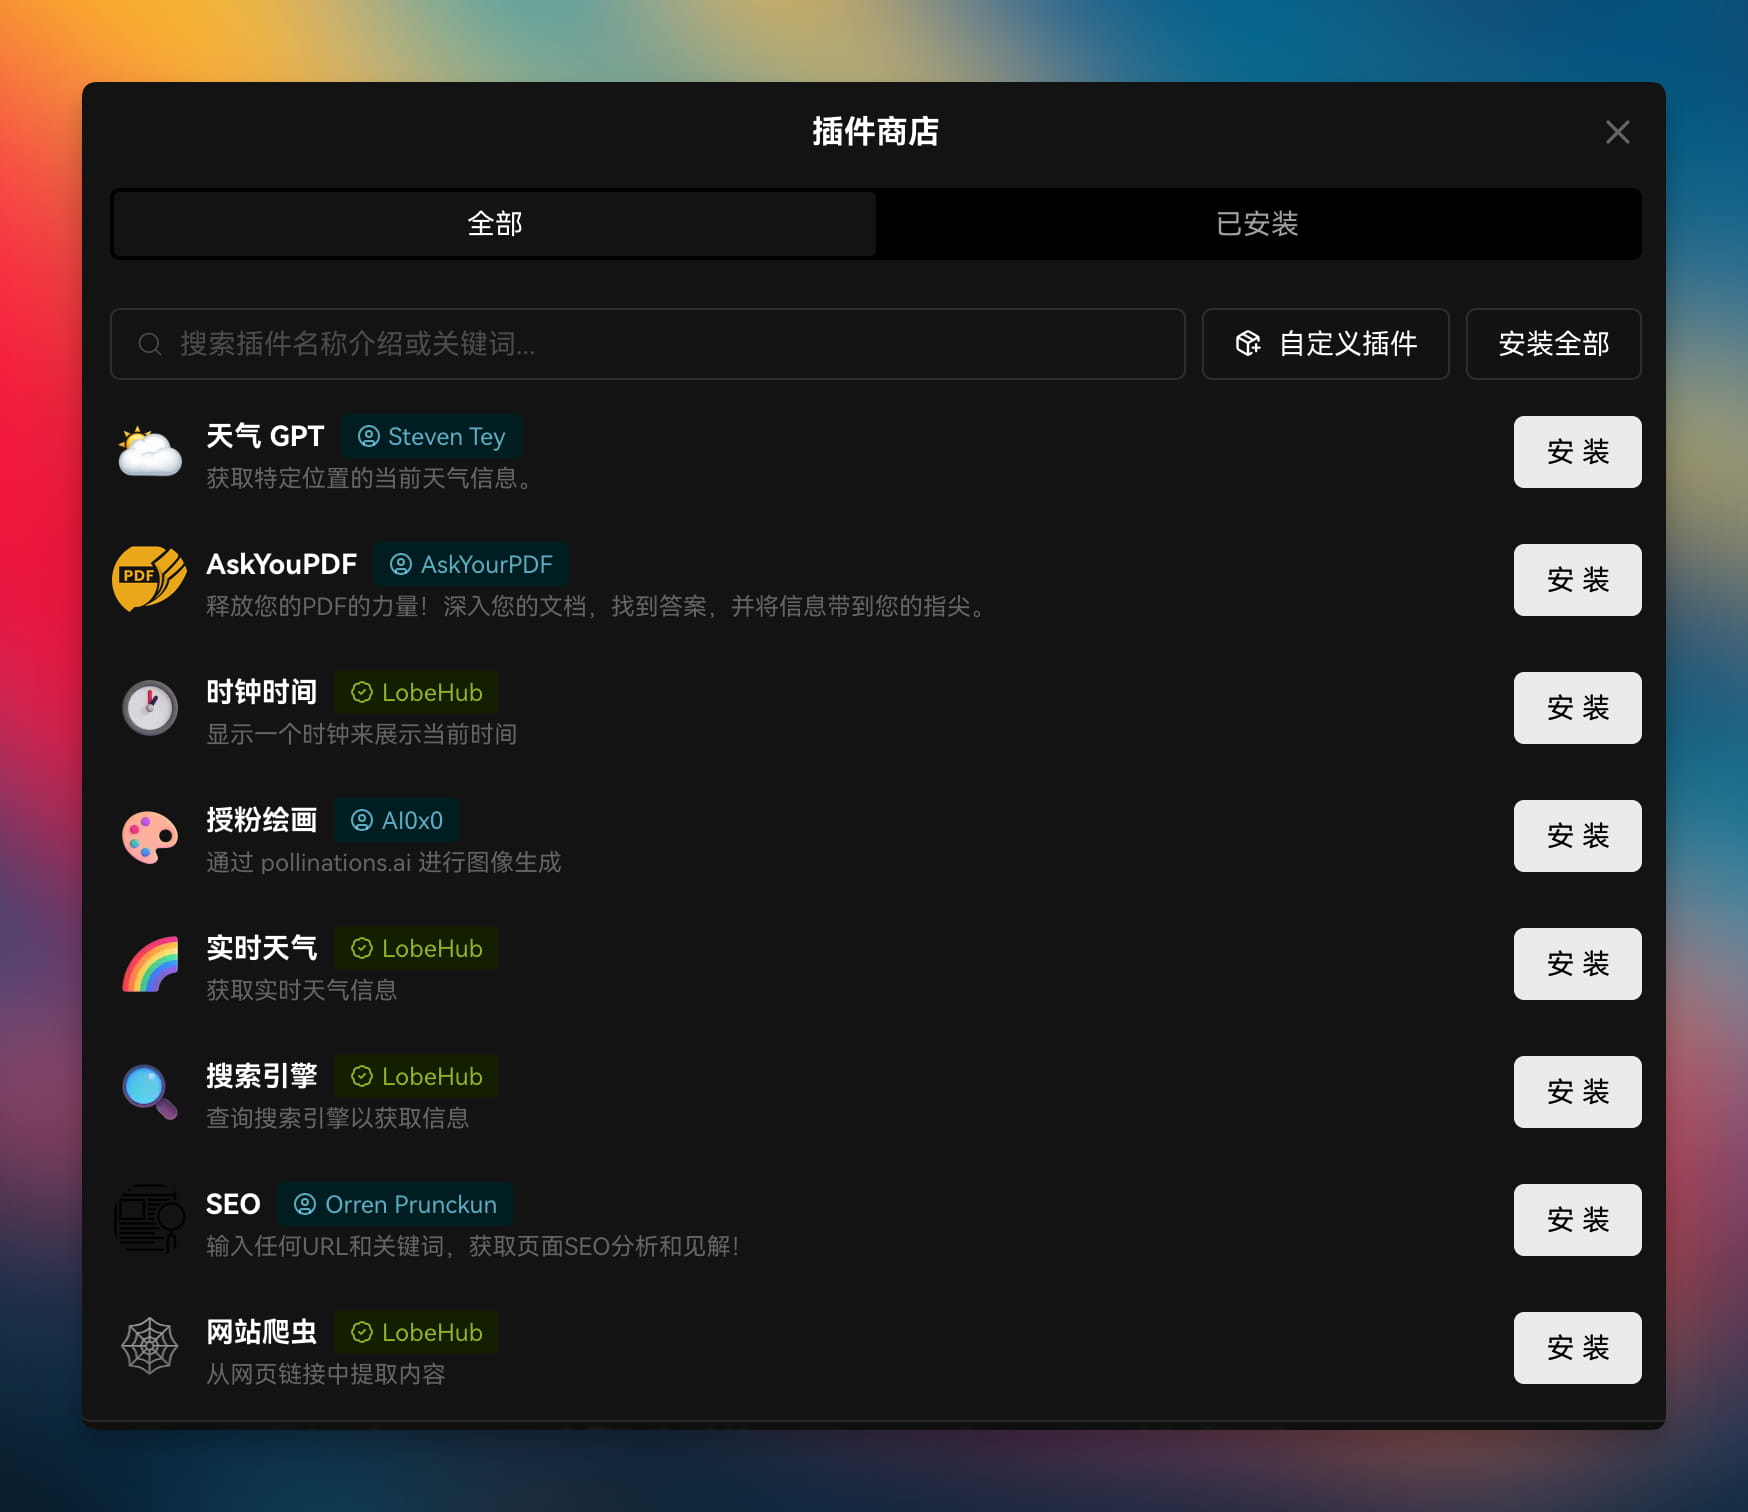 插件商店
全部
已安装
搜索插件名称介绍或关键词...
自定义插件
安装全部
天气 GPT
Steven Tey
获取特定位置的当前天气信息。
安 装
PDF
AskYouPDF
AskYourPDF
释放您的PDF的力量！深入您的文档，找到答案，并将信息带到您的指尖。
安 装
时钟时间
LobeHub
显示一个时钟来展示当前时间
安 装
授粉绘画
AI0x0
通过 pollinations.ai 进行图像生成
安 装
实时天气
LobeHub
获取实时天气信息
安 装
搜索引擎
LobeHub
查询搜索引擎以获取信息
安 装
SEO
Orren Prunckun
输入任何URL和关键词，获取页面SEO分析和见解！
安 装
网站爬虫
LobeHub
从网页链接中提取内容
安 装